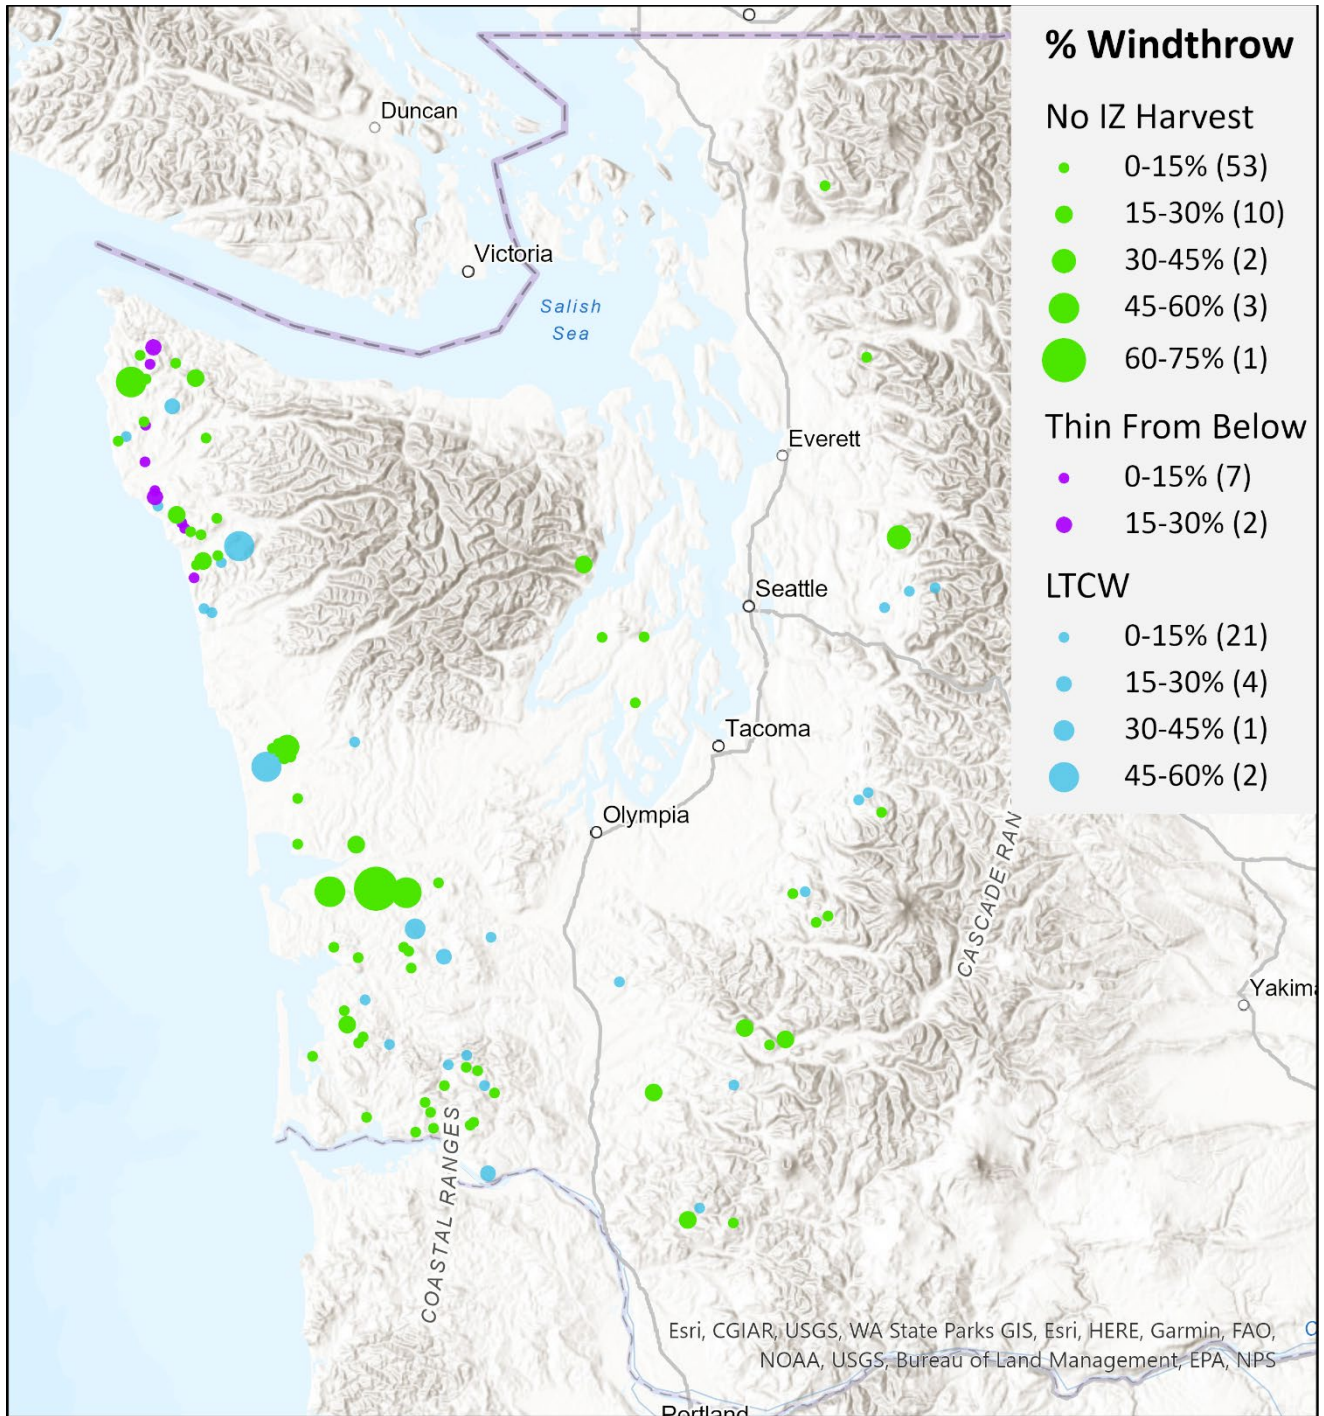 % Windthrow
No IZ Harvest
0-15% (53)
15-30% (10)
30-45% (2)
45-60% (3)
60-75% (1)
Thin From Below
0-15% (7)
15-30% (2)
LTCW
0-15% (21)
15-30% (4)
30-45% (1)
45-60% (2)
Duncan
Victoria
Salish
Sea
Everett
Seattle
Tacoma
Olympia
CASCADE RAN
Yakima
COASTAL RANGES
Esri, CGIAR, USGS, WA State Parks GIS, Esri, HERE, Garmin, FAO,
NOAA, USGS, Bureau of Land Management, EPA, NPS
Portland